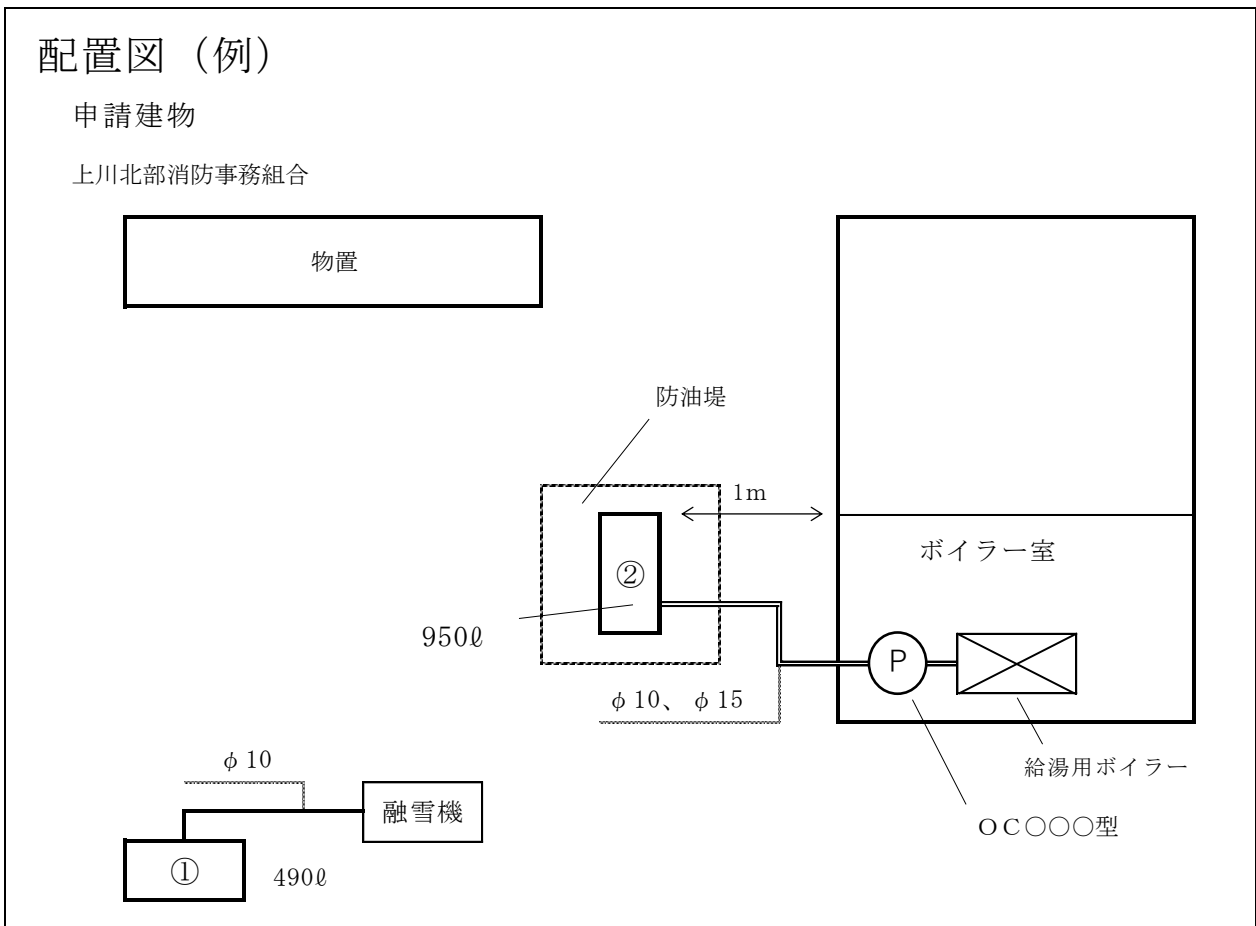 配置図（例）
申請建物
上川北部消防事務組合
物置
防油堤
1m
ボイラー室
②
950ℓ
P
φ10、φ15
給湯用ボイラー
φ10
融雪機
OC○○○型
①
490ℓ